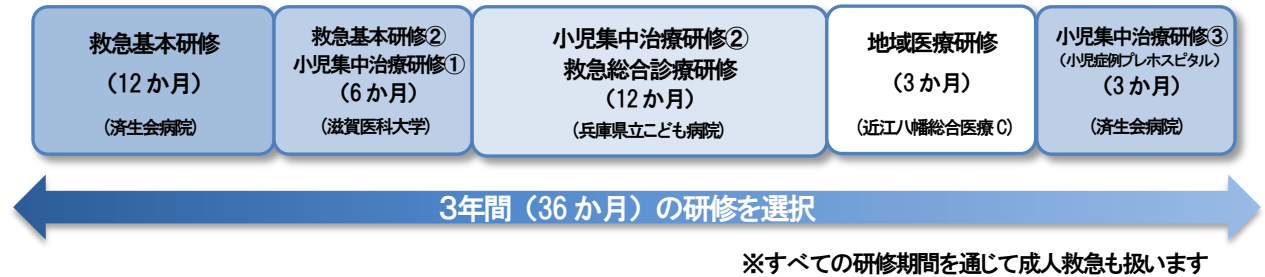 救急基本研修
（12か月）
（済生会病院）
救急基本研修②
小児集中治療研修①
（6か月）
（滋賀医科大学）
小児集中治療研修②
救急総合診療研修
（12か月）
（兵庫県立こども病院）
地域医療研修
（3か月）
（近江八幡総合医療C）
小児集中治療研修③
（小児症例プレホスピタル）
（3か月）
（済生会病院）
3年間（36か月）の研修を選択
※すべての研修期間を通じて成人救急も扱います